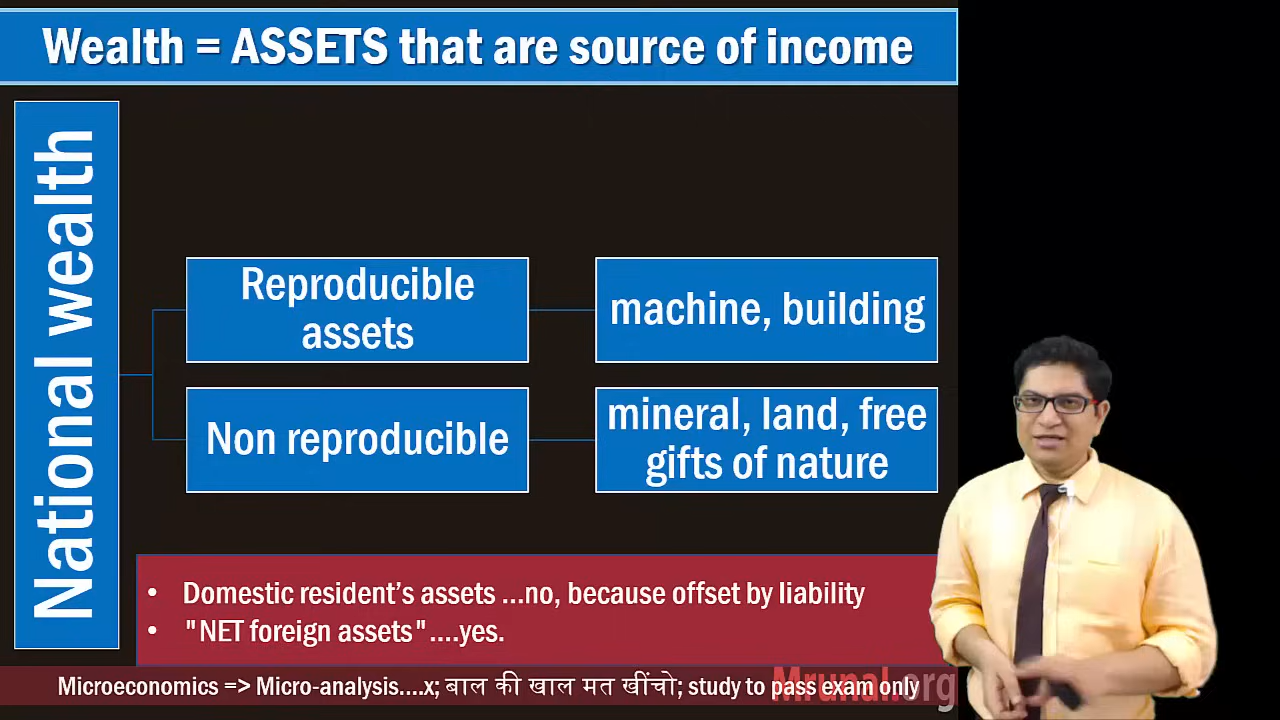 Wealth = ASSETS that are source of income
National wealth
Reproducible
assets
machine, building
Non reproducible
mineral, land, free
gifts of nature
• Domestic resident's assets ...no, because offset by liability
• "NET foreign assets"....yes.
Microeconomics => Micro-analysis....x; बाल की खाल मत खींचो; study to pass exam only
Mrunal.org